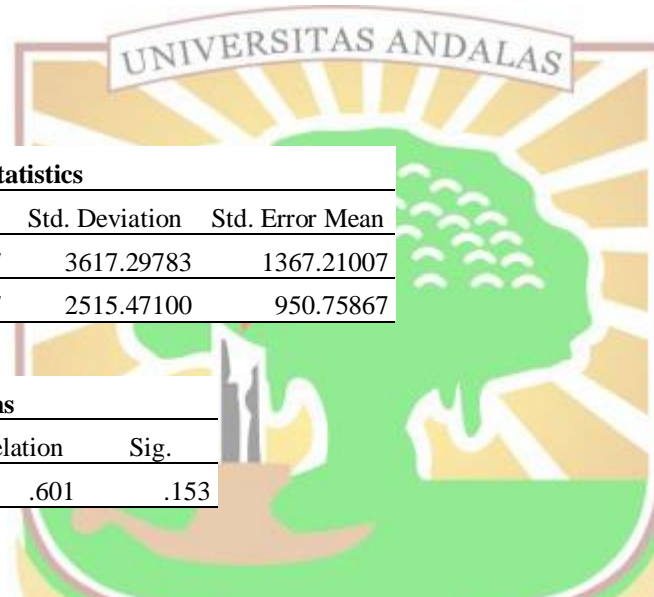 UNIVERSITAS ANDALAS
tatistics
Std. Deviation Std. Error Mean
3617.29783 1367.21007
2515.47100 950.75867
ns
elation Sig.
.601 .153